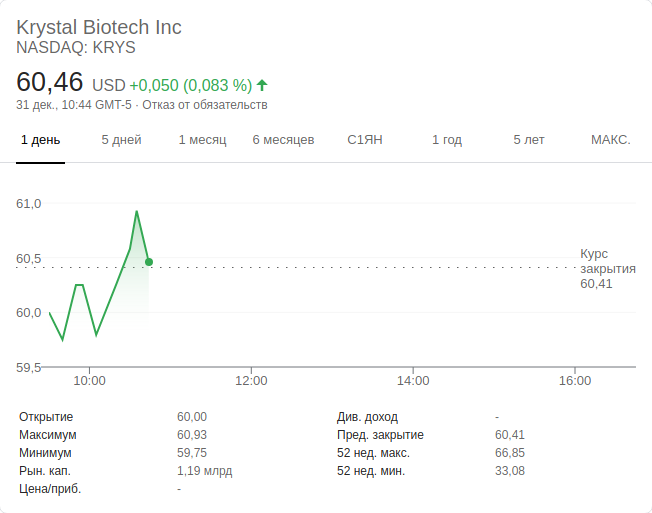 Krystal Biotech Inc
NASDAQ: KRYS
60,46 USD +0,050 (0,083 %)
31 дек., 10:44 GMT-5 · Отказ от обязательств
1 день 5 дней 1 месяц 6 месяцев С1ЯН 1 год 5 лет МАКС.
61,0
60,5
60,0
59,5
Курс
закрытия
60,41
10:00 12:00 14:00 16:00
Открытие 60,00 Див. доход -
Максимум 60,93 Пред. закрытие 60,41
Минимум 59,75 52 нед. макс. 66,85
Рын. кап. 1,19 млрд 52 нед. мин. 33,08
Цена/приб. -